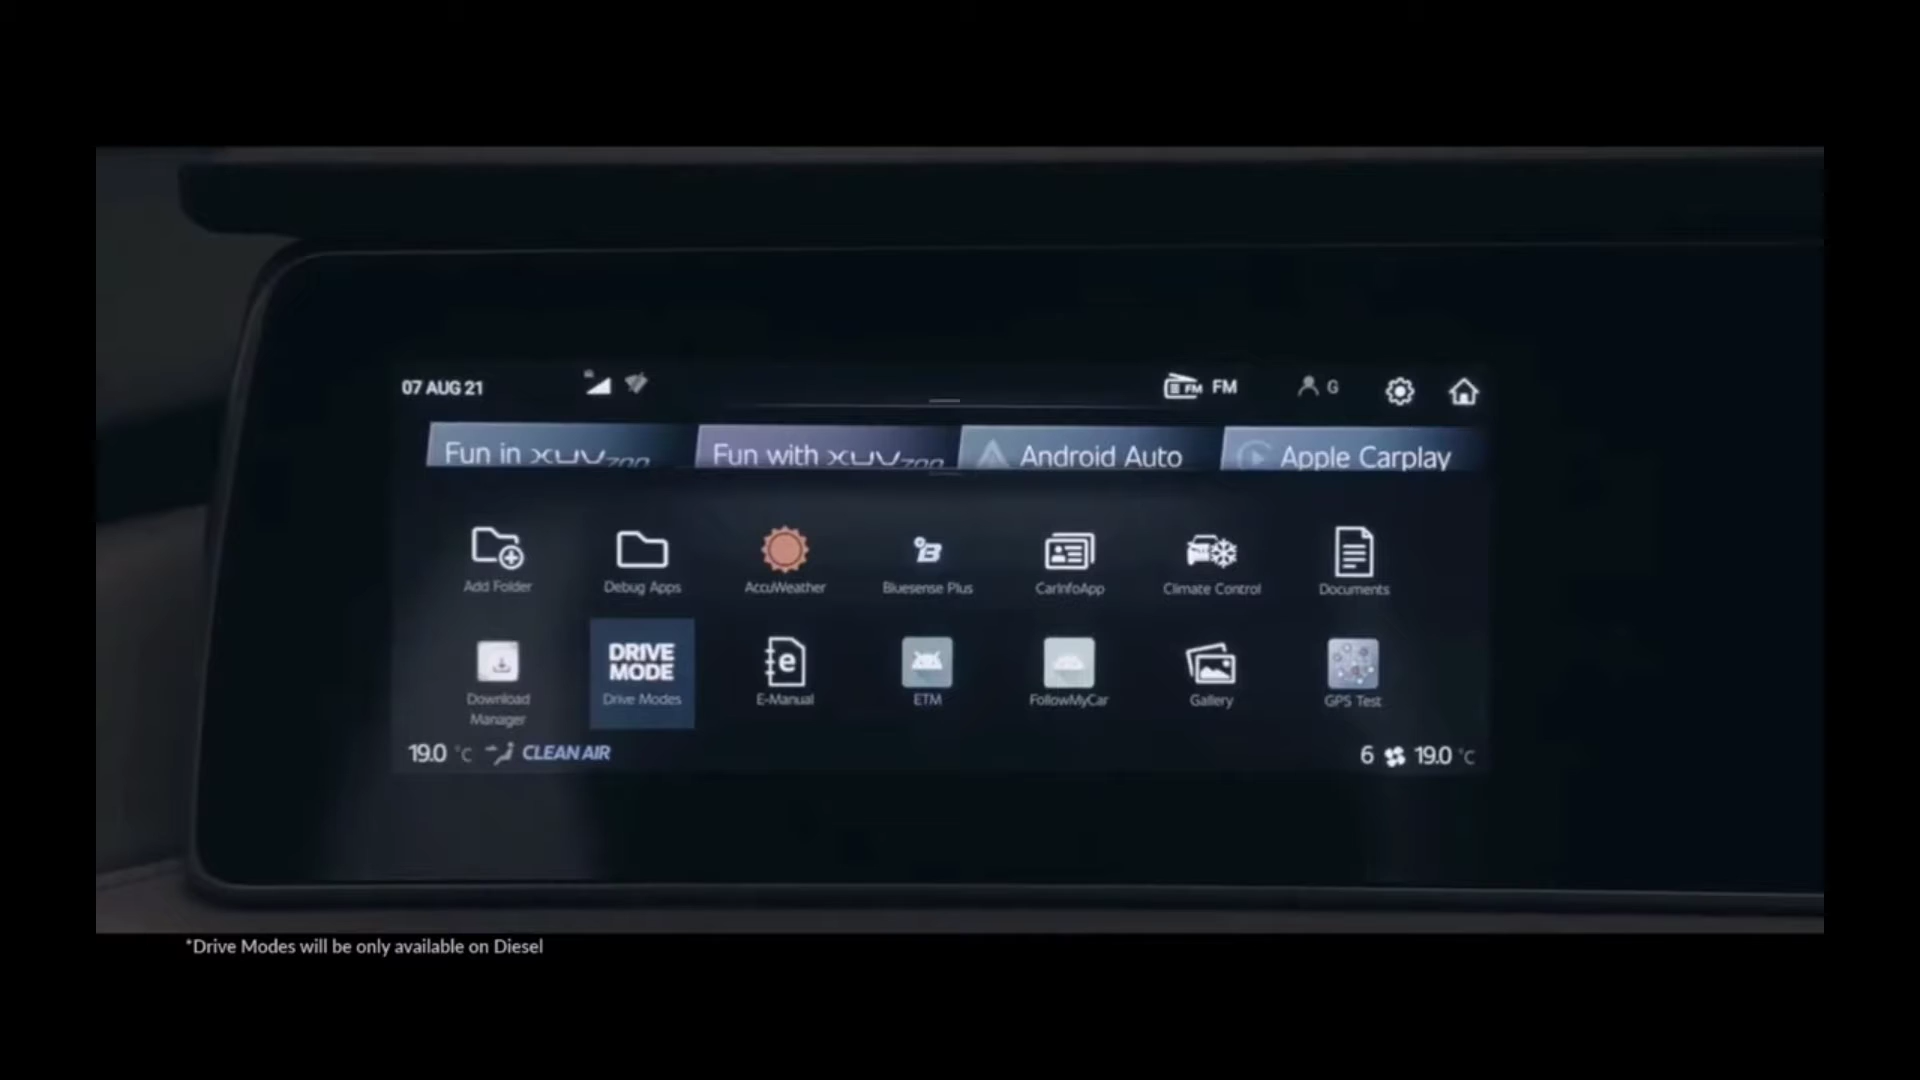 07 AUG 21
FM FM
G
Fun in XUV700
Fun with XUV700
Android Auto
Apple Carplay
Add Folder
Debug Apps
AccuWeather
Bluesense Plus
CarInfoApp
Climate Control
Documents
Download
Manager
DRIVE
MODE
Drive Modes
e
E-Manual
ETM
FollowMyCar
Gallery
GPS Test
19.0 °C CLEAN AIR
6 19.0 °C
*Drive Modes will be only available on Diesel